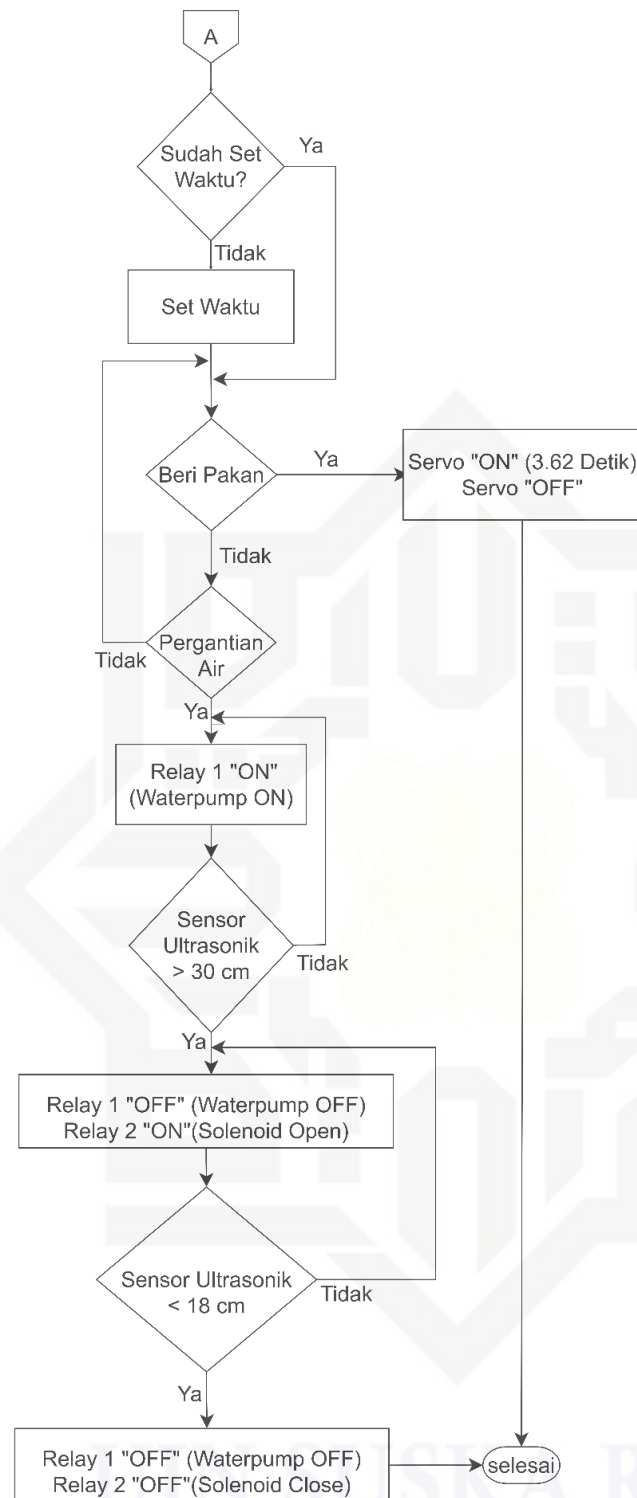 A
Sudah Set
Waktu?
Ya
Tidak
Set Waktu
Beri Pakan
Ya
Servo "ON" (3.62 Detik)
Servo "OFF"
Tidak
Pergantian
Air
Tidak
Ya
Relay 1 "ON"
(Waterpump ON)
Sensor
Ultrasonik
> 30 cm
Tidak
Ya
Relay 1 "OFF" (Waterpump OFF)
Relay 2 "ON"(Solenoid Open)
Sensor Ultrasonik
< 18 cm
Tidak
Ya
Relay 1 "OFF" (Waterpump OFF)
Relay 2 "OFF"(Solenoid Close)
selesai